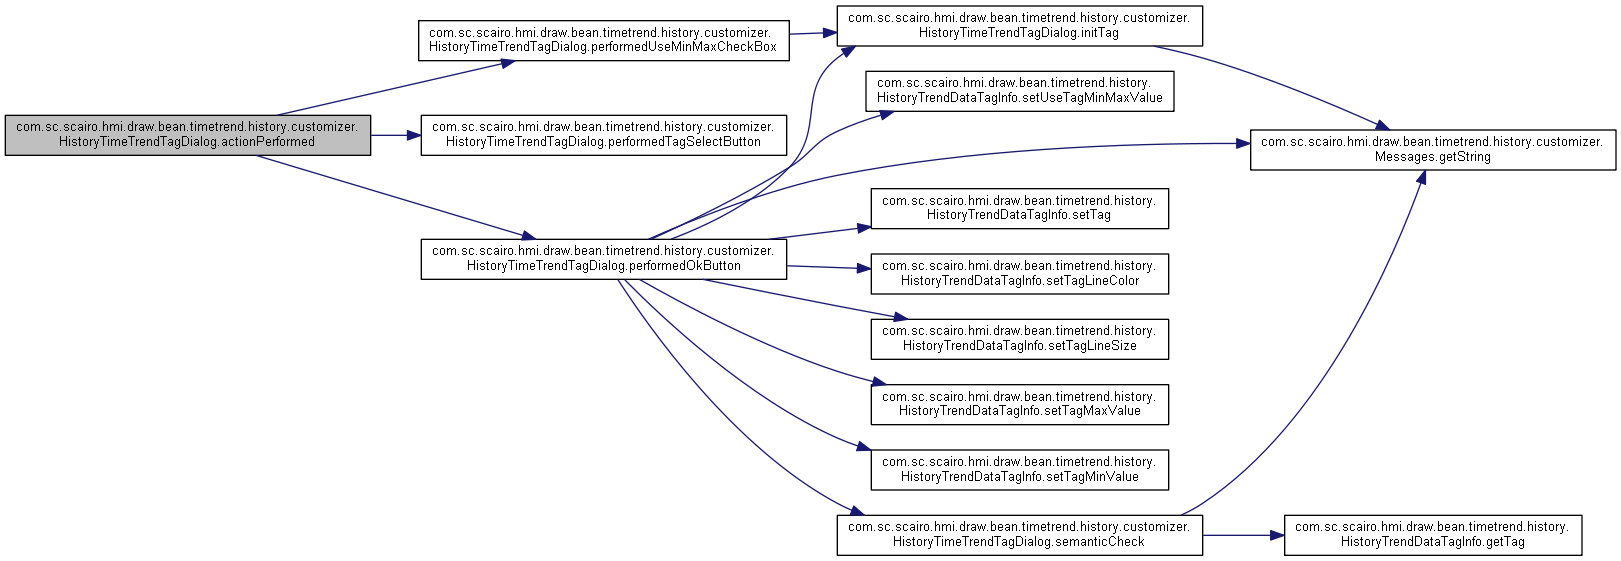 com.sc.scairo.hmi.draw.bean.timetrend.history.customizer.
HistoryTimeTrendTagDialog.actionPerformed
com.sc.scairo.hmi.draw.bean.timetrend.history.customizer.
HistoryTimeTrendTagDialog.performedUseMinMaxCheckBox
com.sc.scairo.hmi.draw.bean.timetrend.history.customizer.
HistoryTimeTrendTagDialog.performedTagSelectButton
com.sc.scairo.hmi.draw.bean.timetrend.history.customizer.
HistoryTimeTrendTagDialog.performedOkButton
com.sc.scairo.hmi.draw.bean.timetrend.history.customizer.
HistoryTimeTrendTagDialog.initTag
com.sc.scairo.hmi.draw.bean.timetrend.history.
HistoryTrendDataTagInfo.setUseTagMinMaxValue
com.sc.scairo.hmi.draw.bean.timetrend.history.
HistoryTrendDataTagInfo.setTag
com.sc.scairo.hmi.draw.bean.timetrend.history.
HistoryTrendDataTagInfo.setTagLineColor
com.sc.scairo.hmi.draw.bean.timetrend.history.
HistoryTrendDataTagInfo.setTagLineSize
com.sc.scairo.hmi.draw.bean.timetrend.history.
HistoryTrendDataTagInfo.setTagMaxValue
com.sc.scairo.hmi.draw.bean.timetrend.history.
HistoryTrendDataTagInfo.setTagMinValue
com.sc.scairo.hmi.draw.bean.timetrend.history.customizer.
HistoryTimeTrendTagDialog.semanticCheck
com.sc.scairo.hmi.draw.bean.timetrend.history.customizer.
Messages.getString
com.sc.scairo.hmi.draw.bean.timetrend.history.
HistoryTrendDataTagInfo.getTag